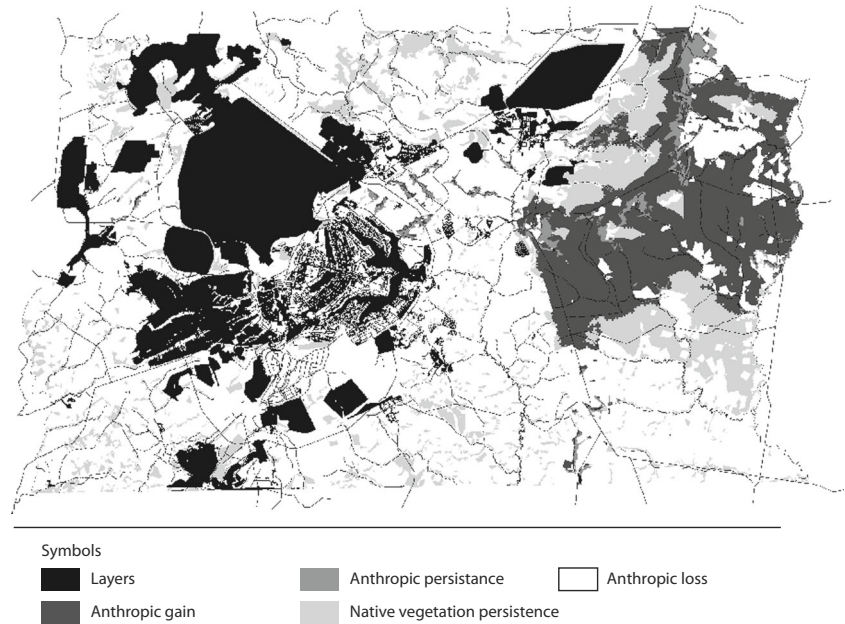 Symbols
Layers
Anthropic persistance
Anthropic loss
Anthropic gain
Native vegetation persistence